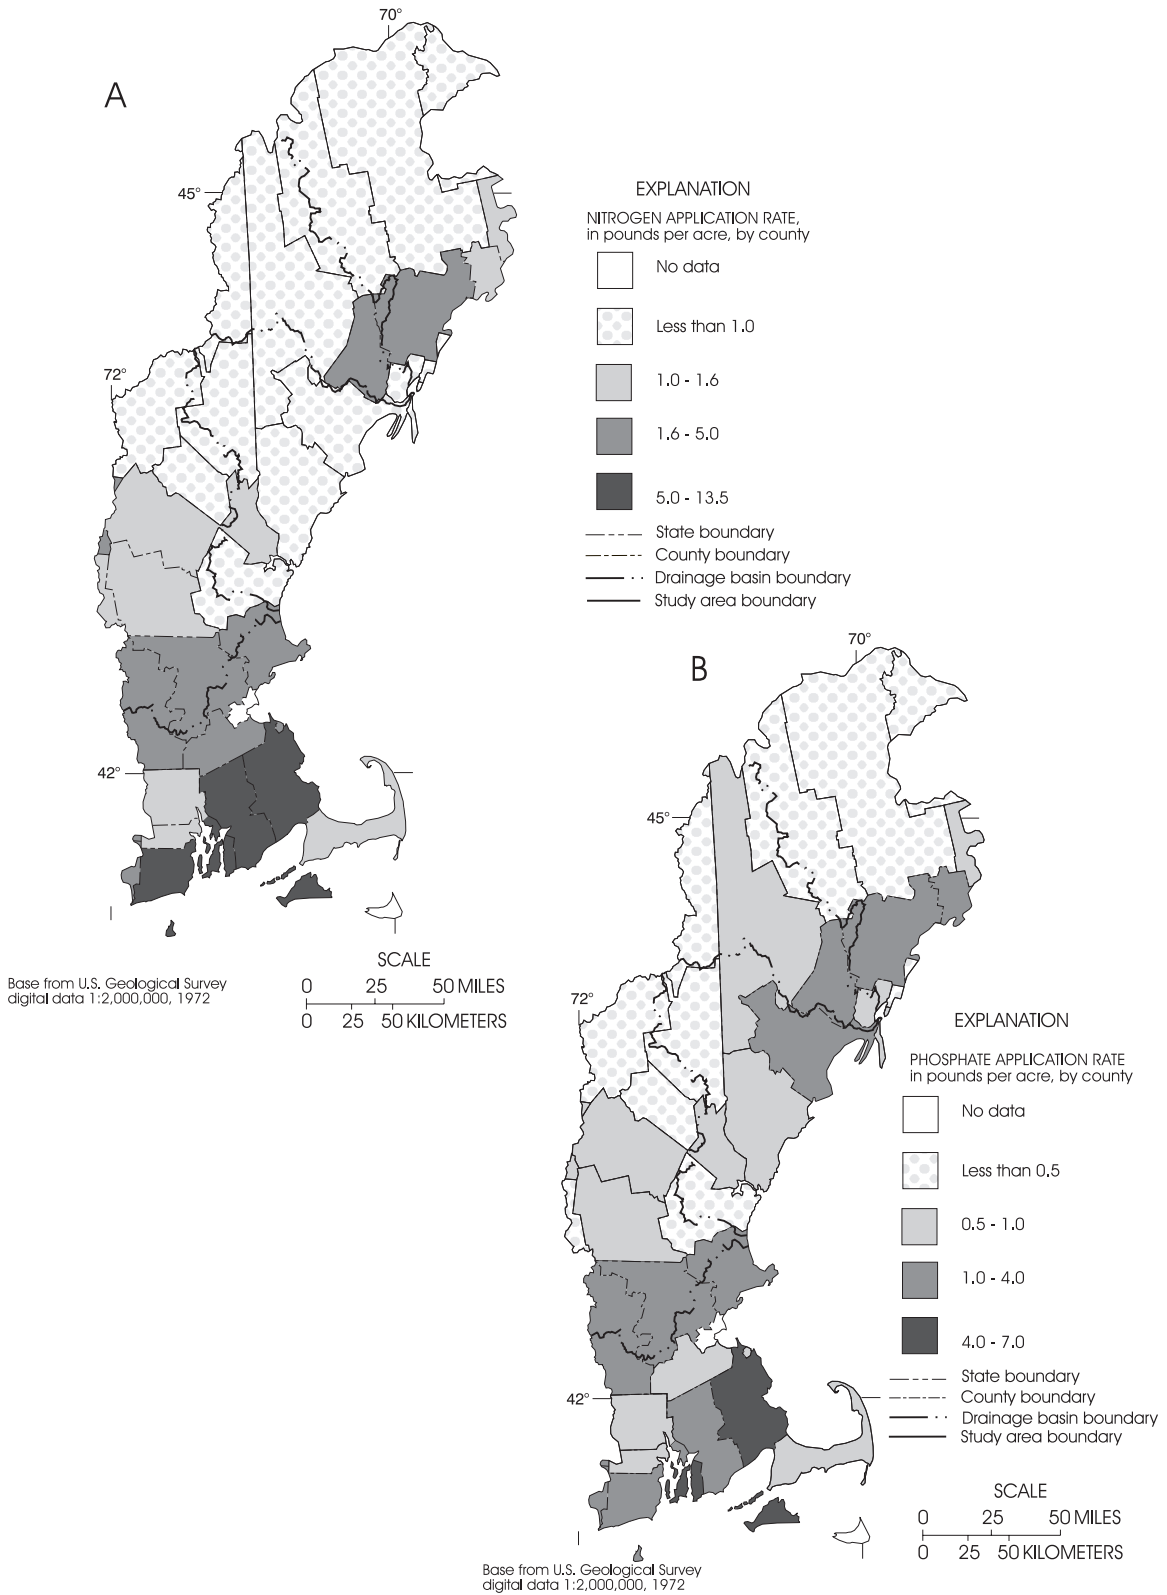 70°
A
45°
EXPLANATION
NITROGEN APPLICATION RATE,
in pounds per acre, by county
No data
Less than 1.0
1.0 - 1.6
1.6 - 5.0
5.0 - 13.5
State boundary
County boundary
Drainage basin boundary
Study area boundary
72°
42°
SCALE
0 25 50 MILES
0 25 50 KILOMETERS
Base from U.S. Geological Survey
digital data 1:2,000,000, 1972
70°
B
45°
72°
EXPLANATION
PHOSPHATE APPLICATION RATE
in pounds per acre, by county
No data
Less than 0.5
0.5 - 1.0
1.0 - 4.0
4.0 - 7.0
State boundary
County boundary
Drainage basin boundary
Study area boundary
42°
SCALE
0 25 50 MILES
0 25 50 KILOMETERS
Base from U.S. Geological Survey
digital data 1:2,000,000, 1972